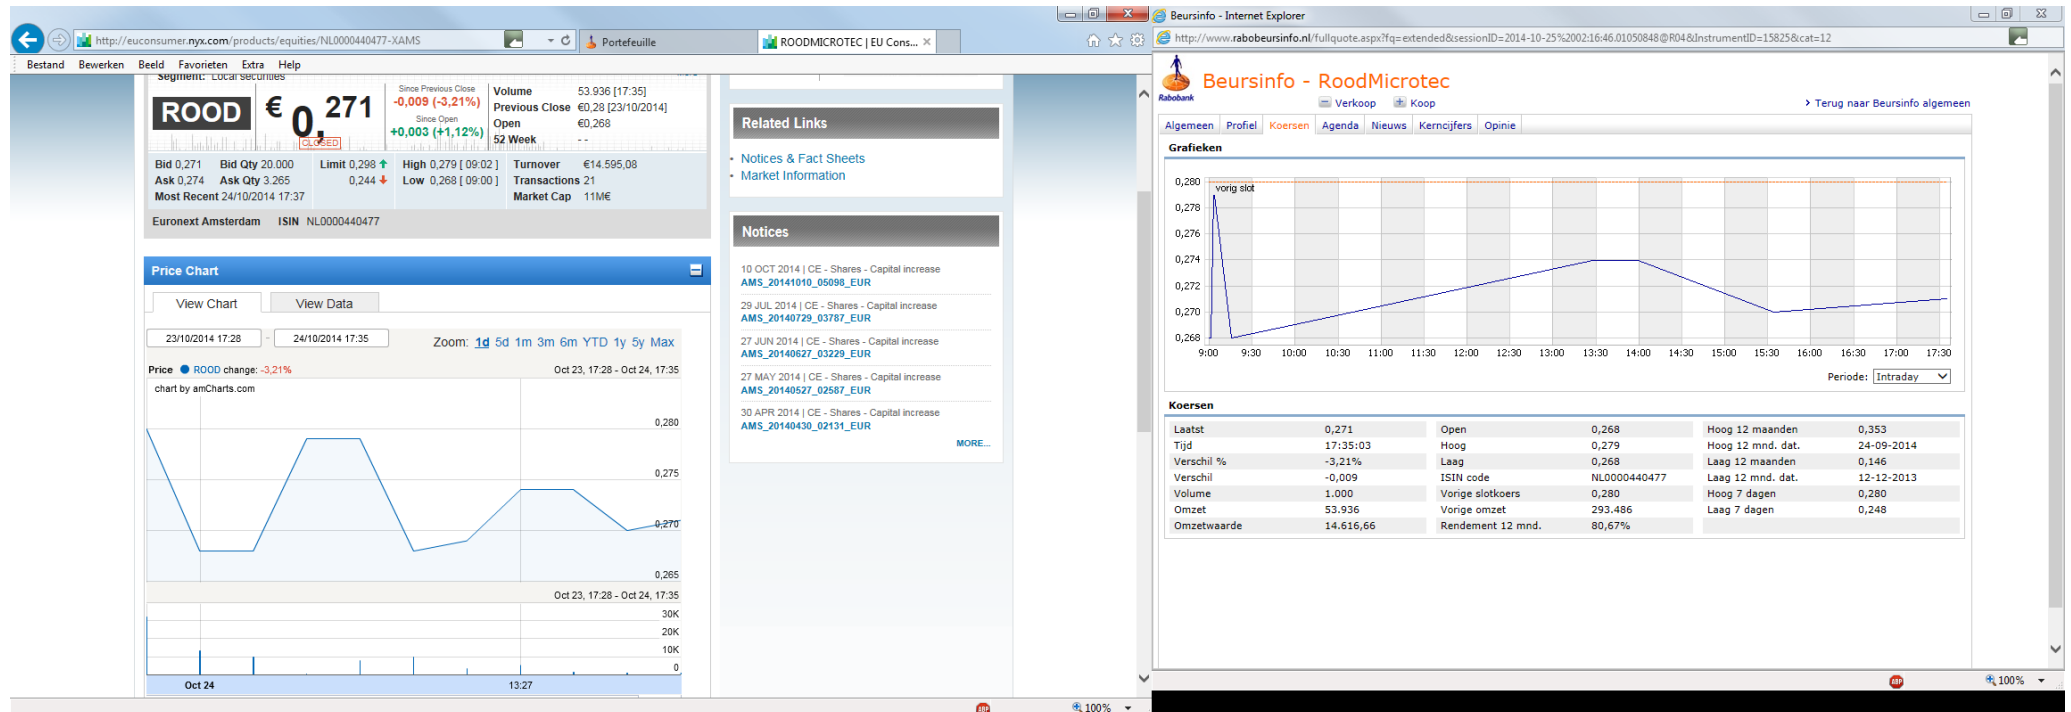 http://euconsumer.nyx.com/products/equities/NL0000440477-XAMS
Portefeuille
ROODMICROTEC | EU Cons...
Bestand Bewerken Beeld Favorieten Extra Help
Segment: Local securities
ROOD
€ 0,271
CLOSED
Since Previous Close
-0,009 (-3,21%)
Since Open
+0,003 (+1,12%)
Volume 53.936 [17:35]
Previous Close €0,28 [23/10/2014]
Open €0,268
52 Week - -
Bid 0,271 Bid Qty 20.000 Limit 0,298 High 0,279 [ 09:02 ] Turnover €14.595,08
Ask 0,274 Ask Qty 3.265 0,244 Low 0,268 [ 09:00 ] Transactions 21
Most Recent 24/10/2014 17:37 Market Cap 11M€
Euronext Amsterdam ISIN NL0000440477
Price Chart
View Chart View Data
23/10/2014 17:28 - 24/10/2014 17:35 Zoom: 1d 5d 1m 3m 6m YTD 1y 5y Max
Price ROOD change: -3,21% Oct 23, 17:28 - Oct 24, 17:35
chart by amCharts.com
0,280
0,275
0,270
0,265
Oct 23, 17:28 - Oct 24, 17:35
30K
20K
10K
0
Oct 24 13:27
Related Links
Notices & Fact Sheets
Market Information
Notices
10 OCT 2014 | CE - Shares - Capital increase
AMS_20141010_05098_EUR
29 JUL 2014 | CE - Shares - Capital increase
AMS_20140729_03787_EUR
27 JUN 2014 | CE - Shares - Capital increase
AMS_20140627_03229_EUR
27 MAY 2014 | CE - Shares - Capital increase
AMS_20140527_02587_EUR
30 APR 2014 | CE - Shares - Capital increase
AMS_20140430_02131_EUR
MORE...
ABP 100%
Beursinfo - Internet Explorer
http://www.rabobeursinfo.nl/fullquote.aspx?fq=extended&sessionID=2014-10-25%2002:16:46.01050848@R04&InstrumentID=15825&cat=12
Rabobank
Beursinfo - RoodMicrotec
Verkoop Koop
Terug naar Beursinfo algemeen
Algemeen Profiel Koersen Agenda Nieuws Kerncijfers Opinie
Grafieken
vorig slot
0,280
0,278
0,276
0,274
0,272
0,270
0,268
9:00 9:30 10:00 10:30 11:00 11:30 12:00 12:30 13:00 13:30 14:00 14:30 15:00 15:30 16:00 16:30 17:00 17:30
Periode: Intraday
Koersen
Laatst 0,271 Open 0,268 Hoog 12 maanden 0,353
Tijd 17:35:03 Hoog 0,279 Hoog 12 mnd. dat. 24-09-2014
Verschil % -3,21% Laag 0,268 Laag 12 maanden 0,146
Verschil -0,009 ISIN code NL0000440477 Laag 12 mnd. dat. 12-12-2013
Volume 1.000 Vorige slotkoers 0,280 Hoog 7 dagen 0,280
Omzet 53.936 Vorige omzet 293.486 Laag 7 dagen 0,248
Omzetwaarde 14.616,66 Rendement 12 mnd. 80,67%
ABP 100%